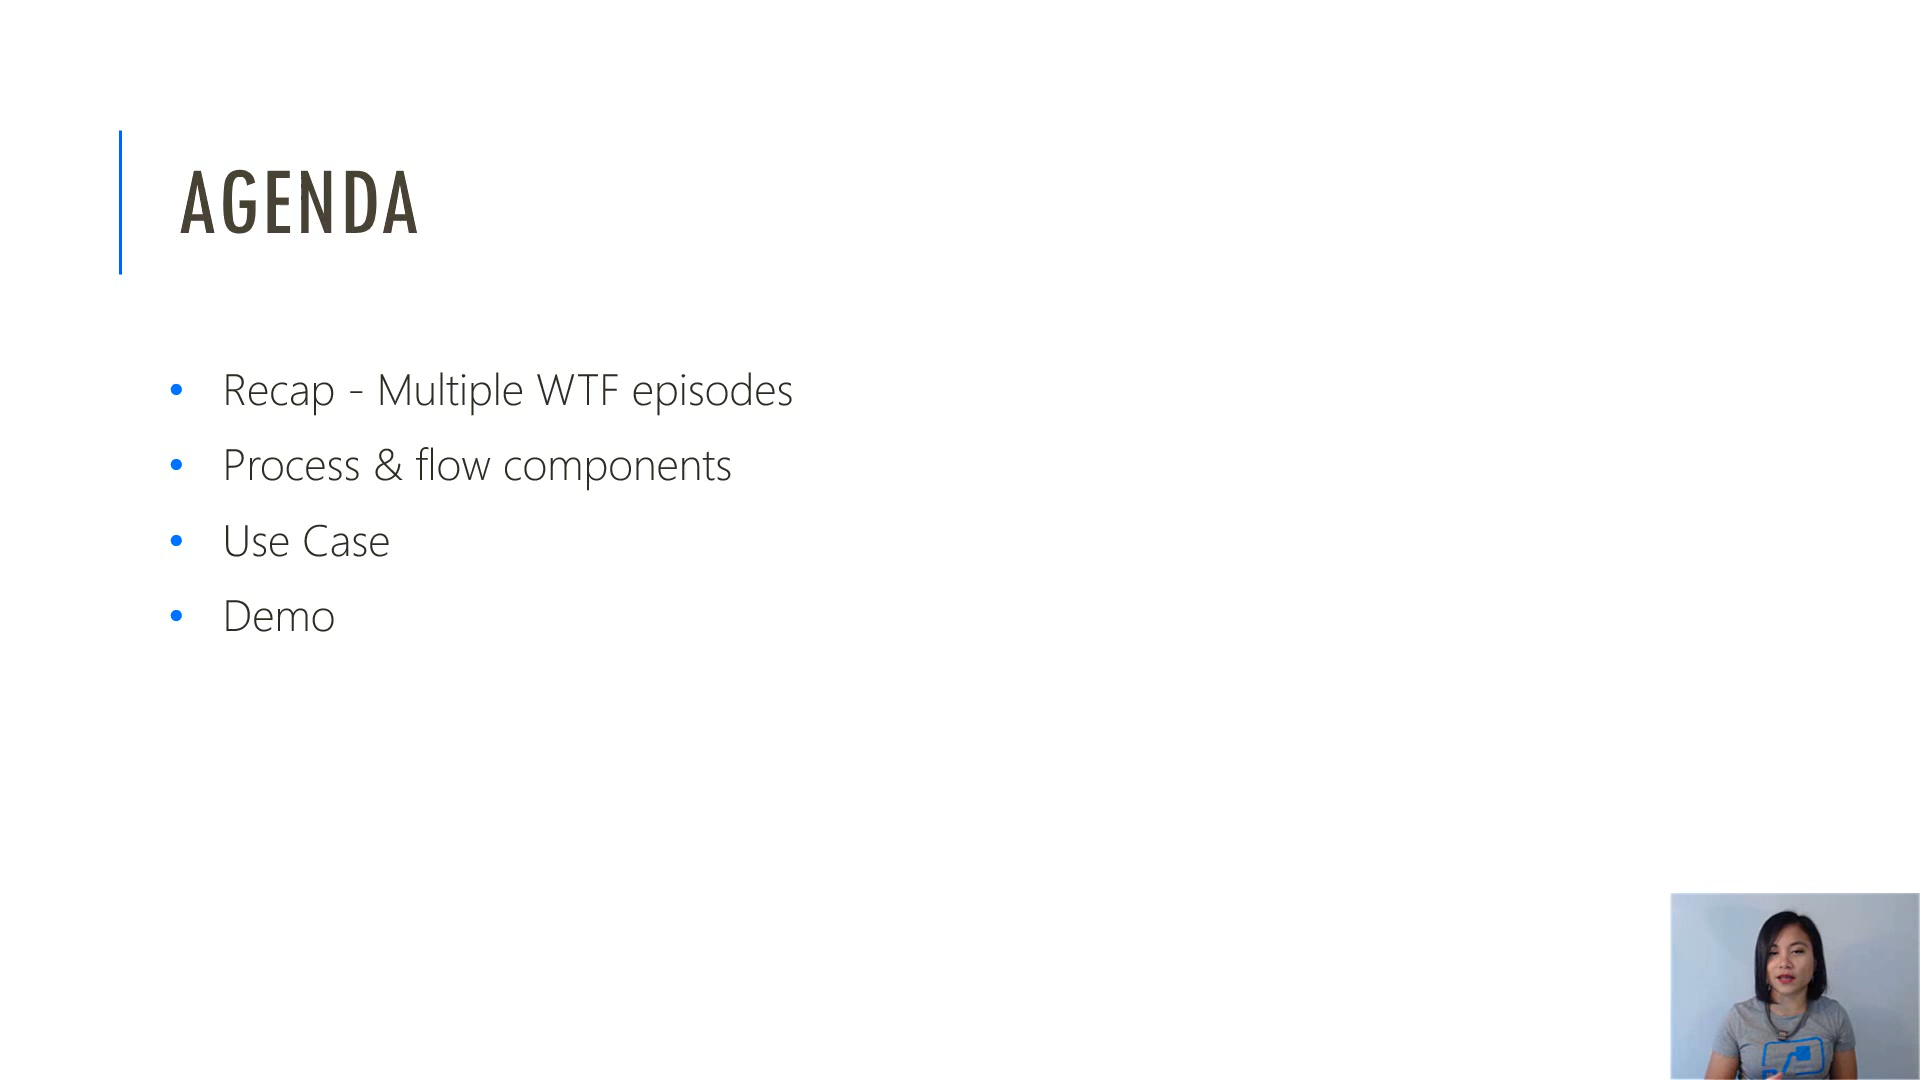 AGENDA
• Recap - Multiple WTF episodes
• Process & flow components
• Use Case
• Demo